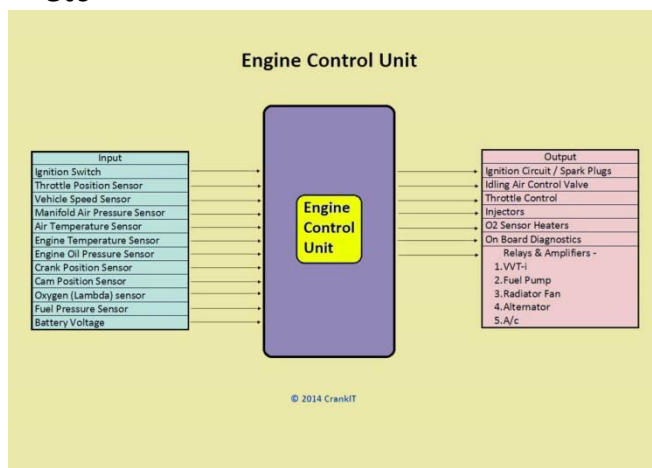 Engine Control Unit
Input
Ignition Switch
Throttle Position Sensor
Vehicle Speed Sensor
Manifold Air Pressure Sensor
Air Temperature Sensor
Engine Temperature Sensor
Engine Oil Pressure Sensor
Crank Position Sensor
Cam Position Sensor
Oxygen (Lambda) sensor
Fuel Pressure Sensor
Battery Voltage
Engine
Control
Unit
Output
Ignition Circuit / Spark Plugs
Idling Air Control Valve
Throttle Control
Injectors
O2 Sensor Heaters
On Board Diagnostics
Relays & Amplifiers -
1.VVT-i
2.Fuel Pump
3.Radiator Fan
4.Alternator
5.A/c
© 2014 CrankIT